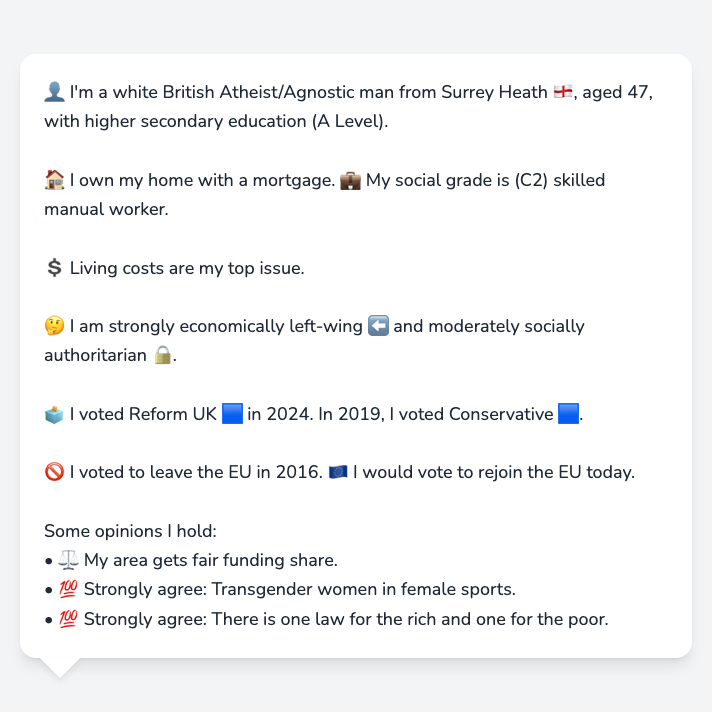 👤 I'm a white British Atheist/Agnostic man from Surrey Heath 🏴󠁧󠁢󠁥󠁮󠁧󠁿, aged 47,
with higher secondary education (A Level).
🏠 I own my home with a mortgage. 💼 My social grade is (C2) skilled
manual worker.
💲 Living costs are my top issue.
🤔 I am strongly economically left-wing ⬅️ and moderately socially
authoritarian 🔒.
🗳️ I voted Reform UK 🟦 in 2024. In 2019, I voted Conservative 🟦.
🚫 I voted to leave the EU in 2016. 🇪🇺 I would vote to rejoin the EU today.
Some opinions I hold:
• ⚖️ My area gets fair funding share.
• 💯 Strongly agree: Transgender women in female sports.
• 💯 Strongly agree: There is one law for the rich and one for the poor.